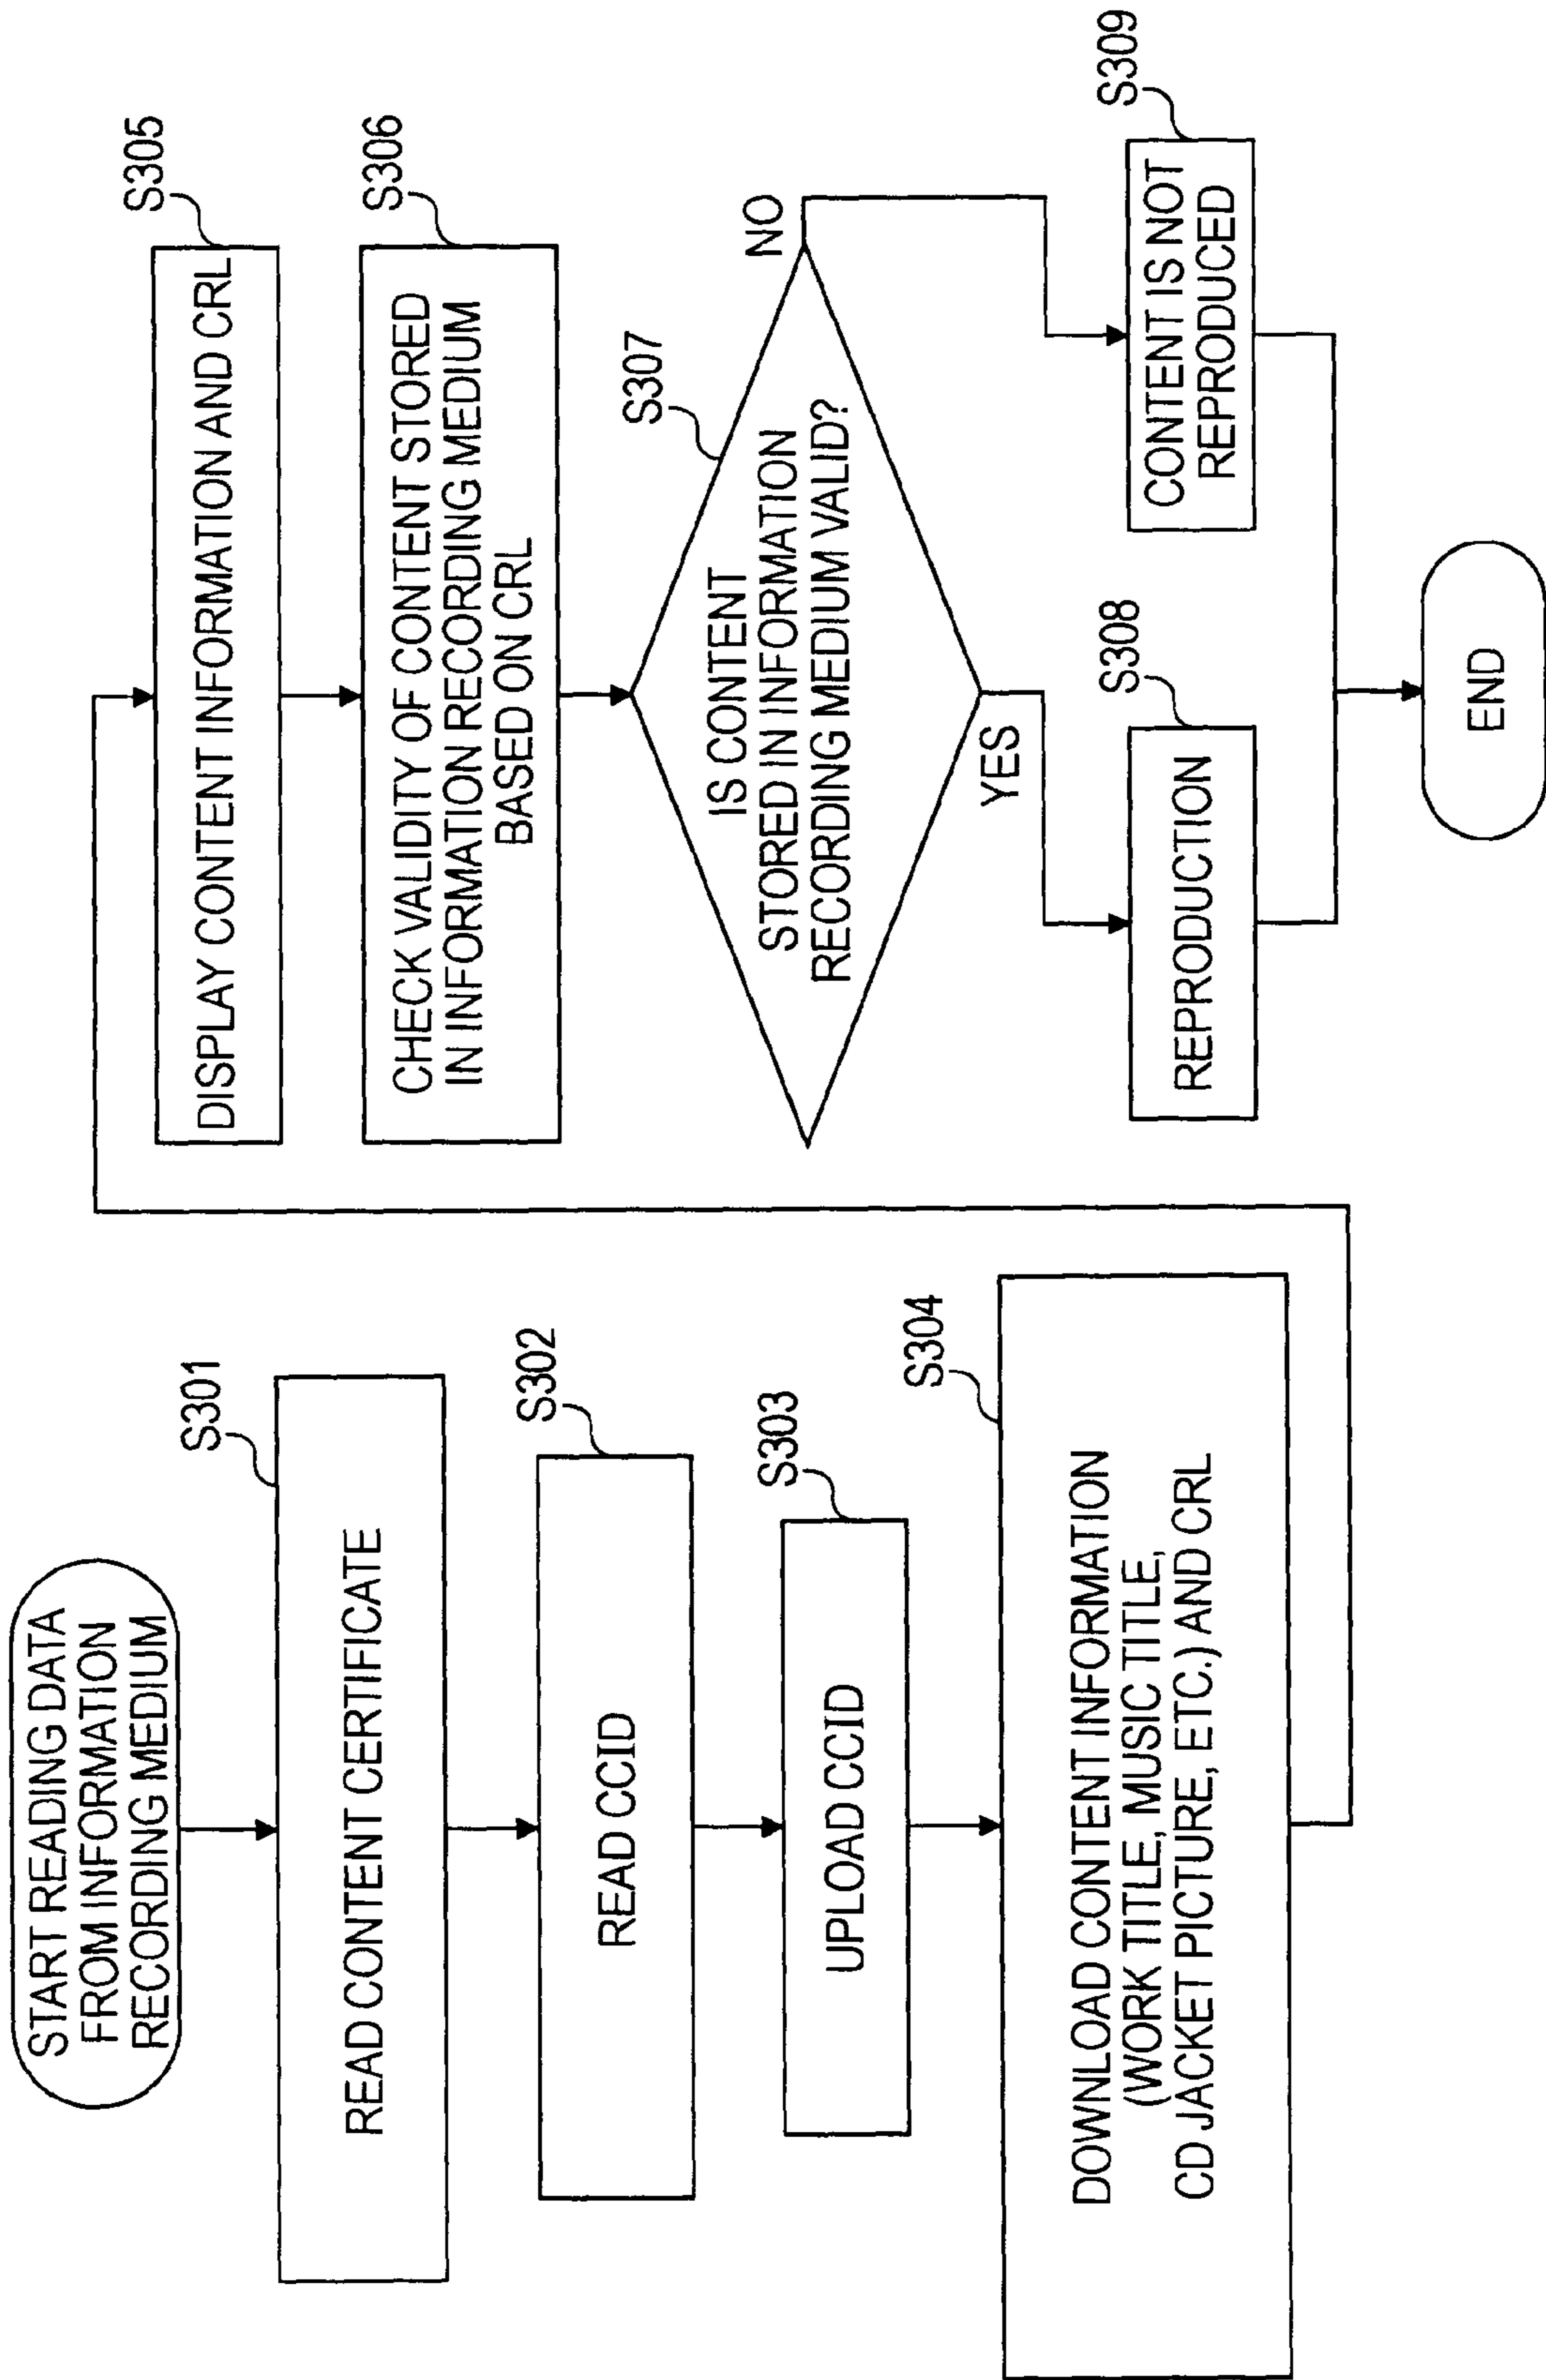 START READING DATA
FROM INFORMATION
RECORDING MEDIUM
S301
READ CONTENT CERTIFICATE
S302
READ CCID
S303
UPLOAD CCID
S304
DOWNLOAD CONTENT INFORMATION
(WORK TITLE, MUSIC TITLE,
CD JACKET PICTURE, ETC.) AND CRL
S305
DISPLAY CONTENT INFORMATION AND CRL
S306
CHECK VALIDITY OF CONTENT STORED
IN INFORMATION RECORDING MEDIUM
BASED ON CRL
S307
IS CONTENT
STORED IN INFORMATION
RECORDING MEDIUM VALID?
NO
YES
S308
REPRODUCTION
S309
CONTENT IS NOT
REPRODUCED
END